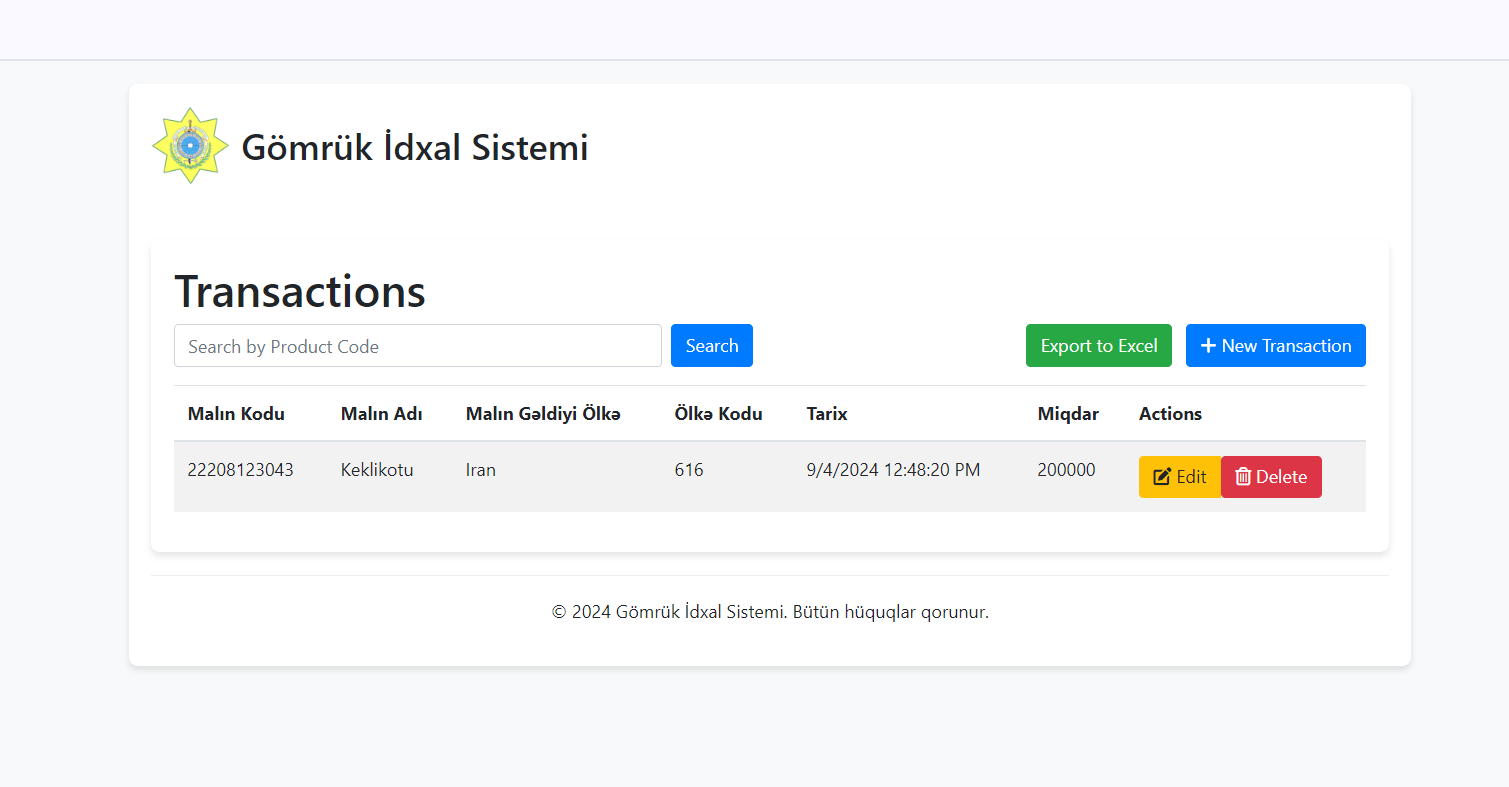 Gömrük İdxal Sistemi
Transactions
Search by Product Code Search Export to Excel New Transaction
Malın Kodu Malın Adı Malın Gəldiyi Ölkə Ölkə Kodu Tarix Miqdar Actions
22208123043 Keklikotu Iran 616 9/4/2024 12:48:20 PM 200000 Edit Delete
© 2024 Gömrük İdxal Sistemi. Bütün hüquqlar qorunur.